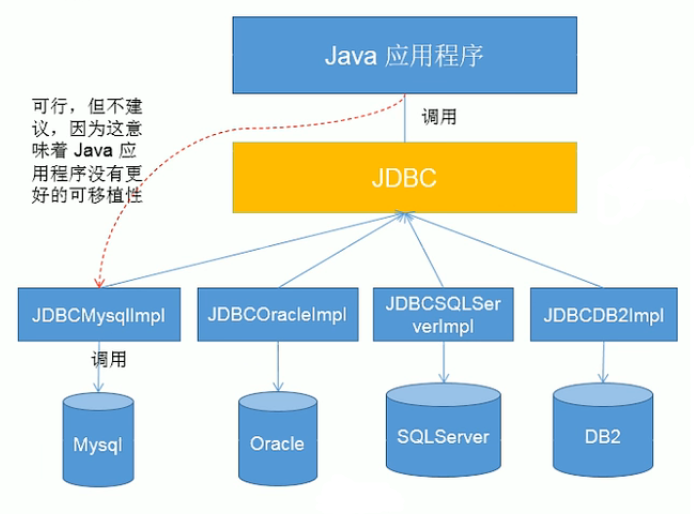 Java 应用程序
可行，但不建
议，因为这意
味着 Java 应
用程序没有更
好的可移植性
调用
JDBC
JDBCMysqlImpl
JDBCOracleImpl
JDBCSQLSer
verImpl
JDBCDB2Impl
调用
Mysql
Oracle
SQLServer
DB2